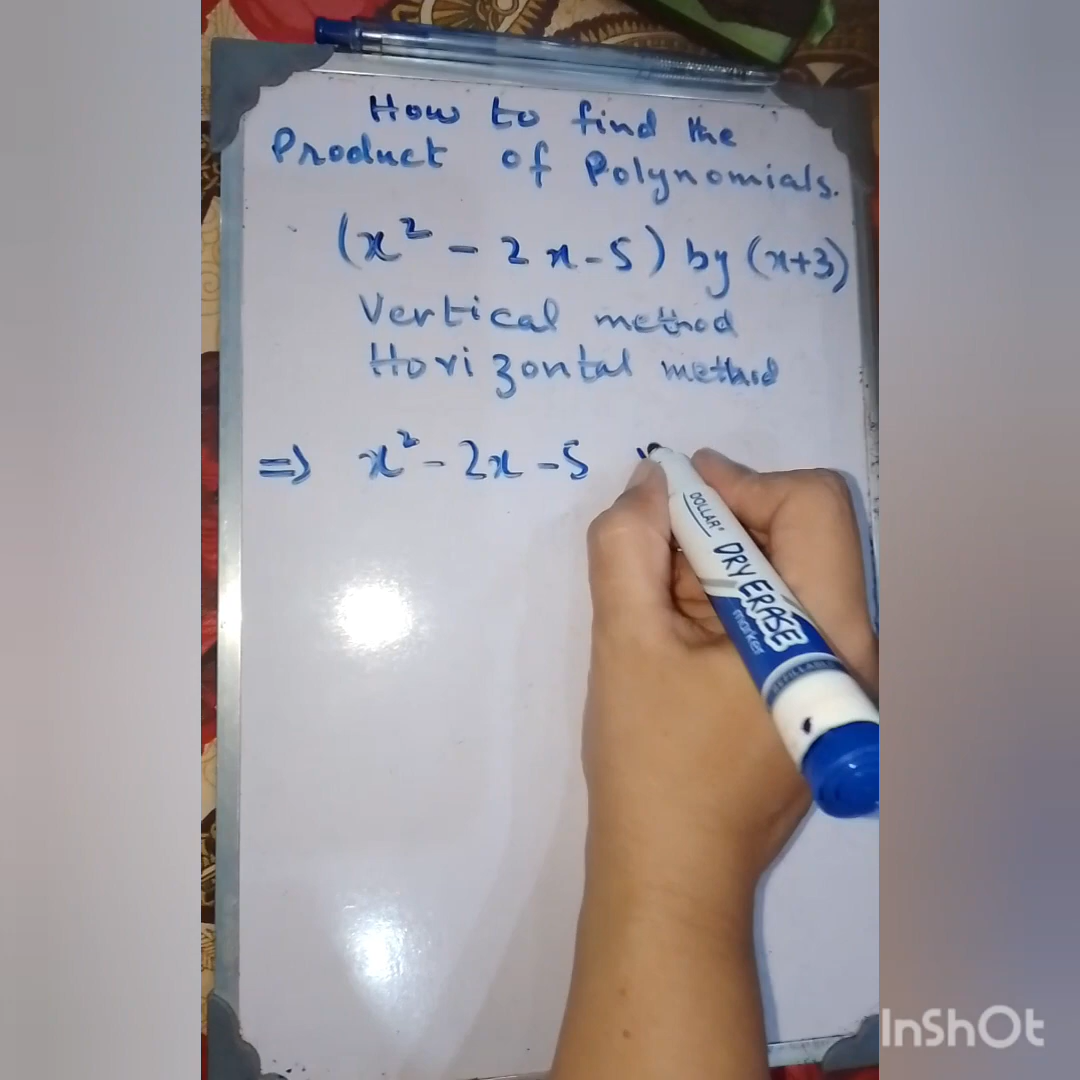 How to find the
Product of Polynomials.
(x² - 2x - 5) by (x+3)
Vertical method
Horizontal method
=> x² - 2x - 5
DOLLAR
DRY ERASE
marker
REFILLABLE
InShOt